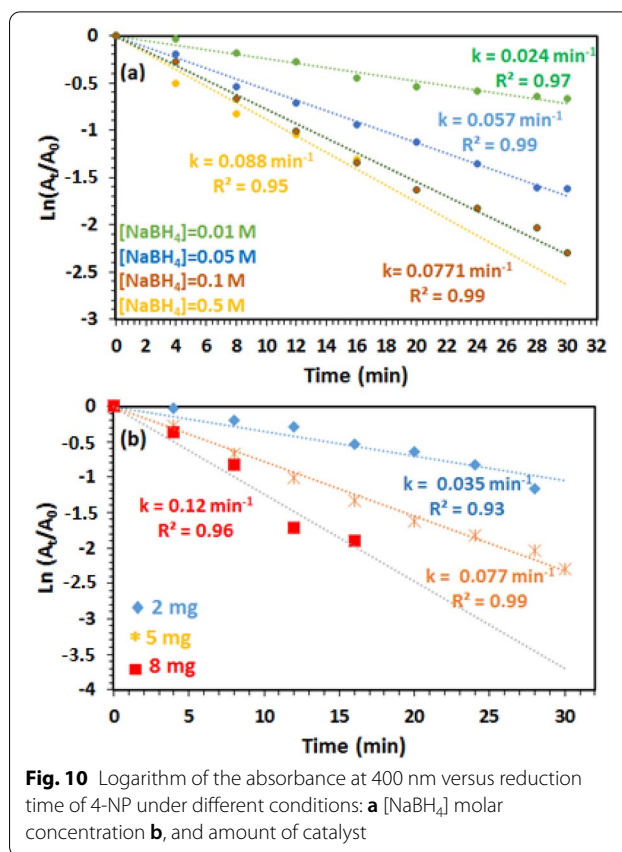 (a)
k = 0.024 min⁻¹
R² = 0.97
k = 0.057 min⁻¹
R² = 0.99
k = 0.088 min⁻¹
R² = 0.95
k= 0.0771 min⁻¹
R² = 0.99
[NaBH₄]=0.01 M
[NaBH₄]=0.05 M
[NaBH₄]=0.1 M
[NaBH₄]=0.5 M
Ln(Aₜ/A₀)
0
-0.5
-1
-1.5
-2
-2.5
-3
0 2 4 6 8 10 12 14 16 18 20 22 24 26 28 30 32
Time (min)
(b)
k = 0.035 min⁻¹
R² = 0.93
k = 0.12 min⁻¹
R² = 0.96
k = 0.077 min⁻¹
R² = 0.99
2 mg
5 mg
8 mg
Ln (Aₜ/A₀)
0
-0.5
-1
-1.5
-2
-2.5
-3
-3.5
-4
0 5 10 15 20 25 30
Time (min)
Fig. 10 Logarithm of the absorbance at 400 nm versus reduction
time of 4-NP under different conditions: a [NaBH₄] molar
concentration b, and amount of catalyst